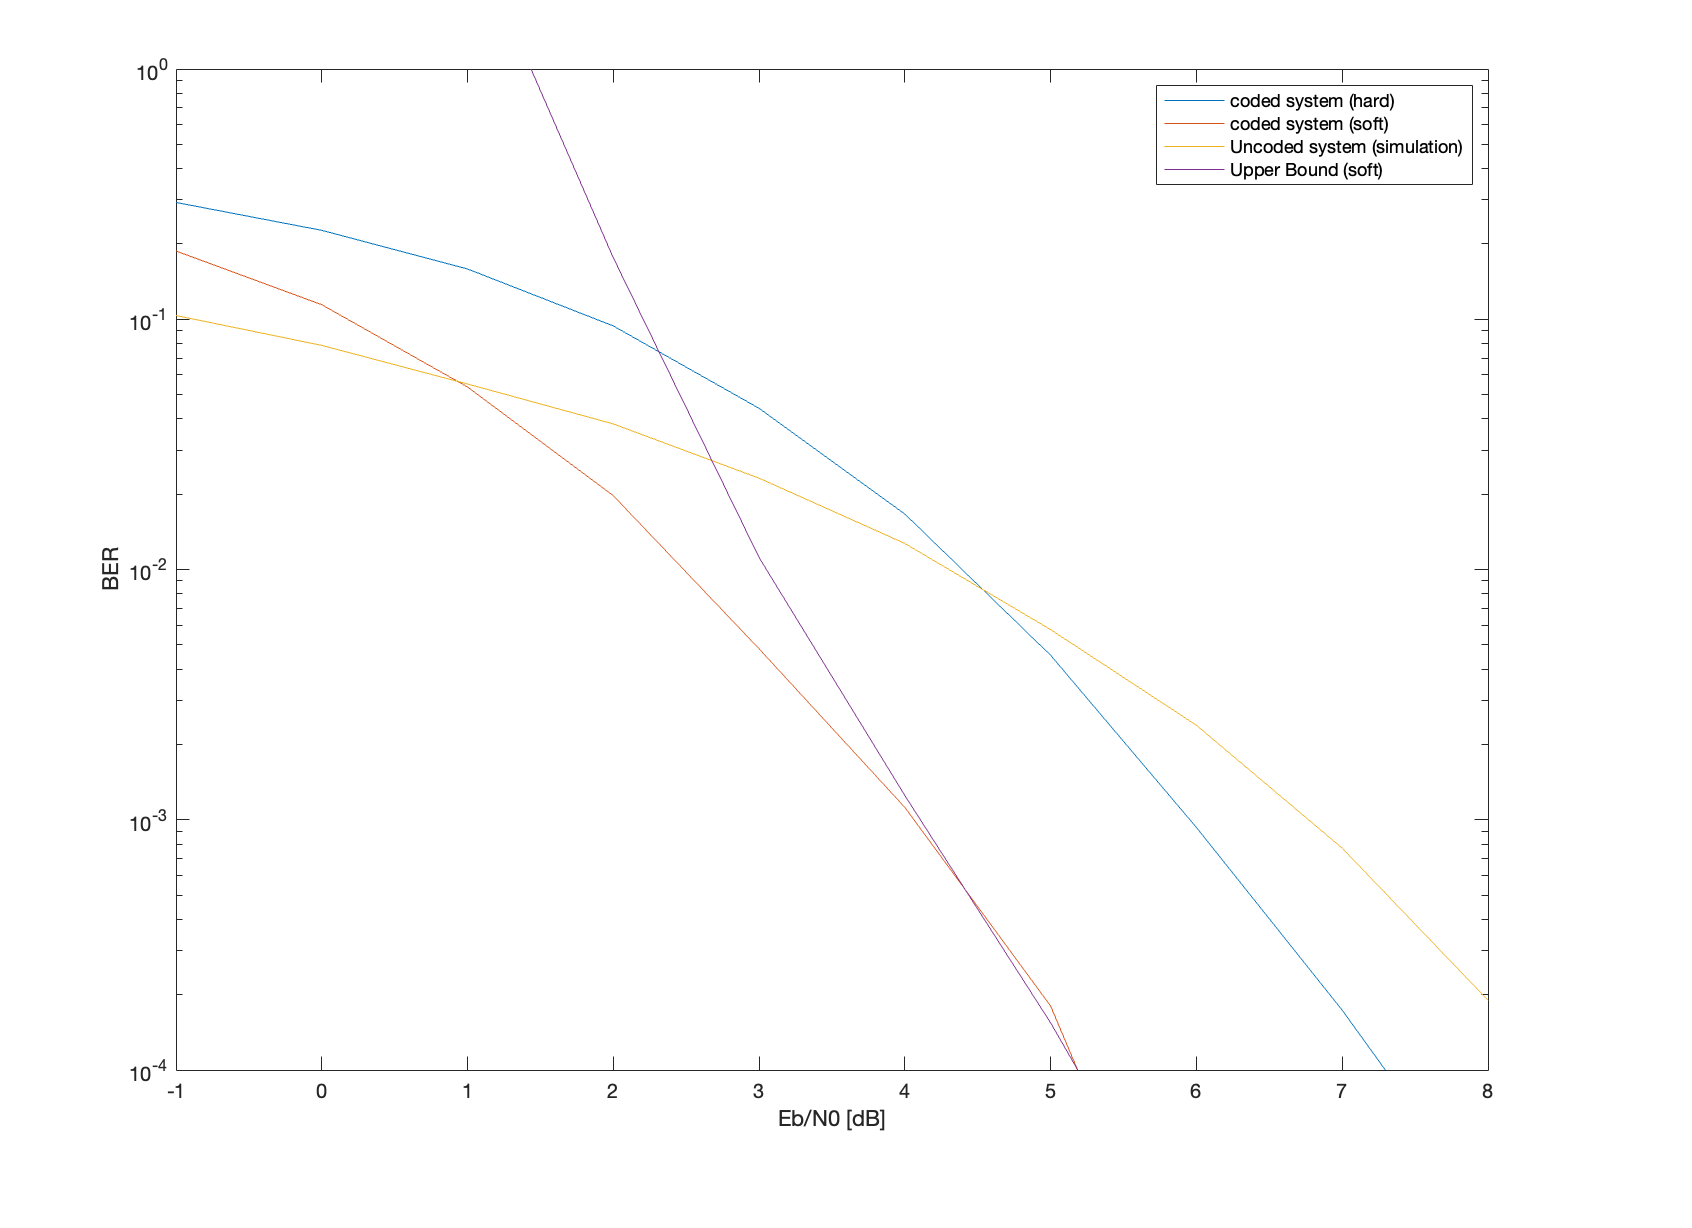 coded system (hard)
coded system (soft)
Uncoded system (simulation)
Upper Bound (soft)
10^0
10^-1
10^-2
10^-3
10^-4
BER
-1 0 1 2 3 4 5 6 7 8
Eb/N0 [dB]